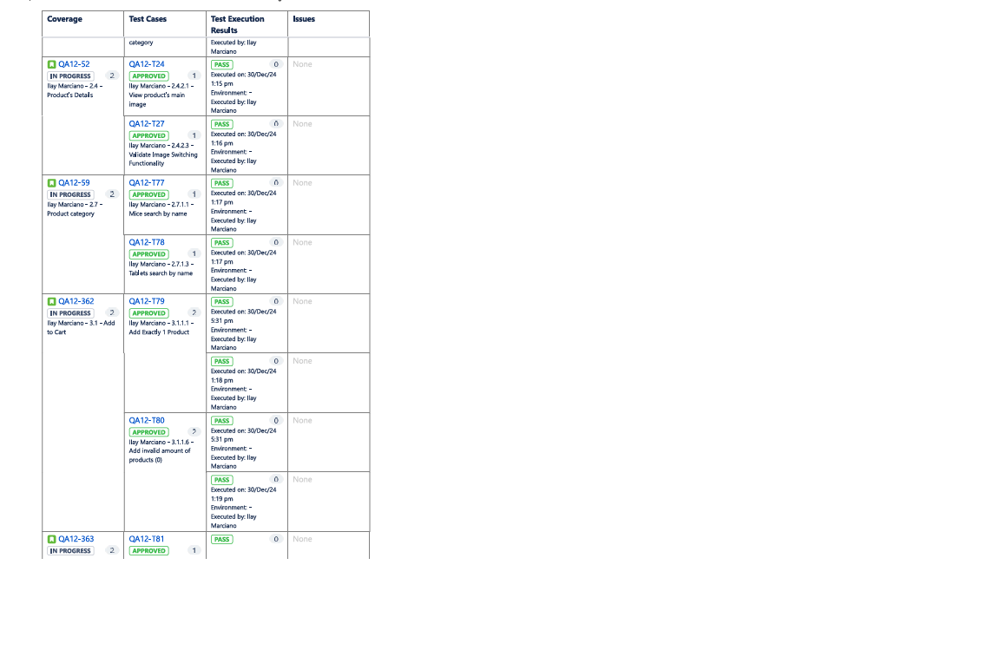 Coverage
Test Cases
Test Execution
Results
Issues
category
Executed by: Ilay
Marciano
QA12-52
IN PROGRESS 2
Ilay Marciano – 2.4 –
Product's Details
QA12-T24
APPROVED 1
Ilay Marciano – 2.4.2.1 –
View product's main
image
PASS 0
Executed on: 30/Dec/24
1:15 pm
Environment: –
Executed by: Ilay
Marciano
None
QA12-T27
APPROVED 1
Ilay Marciano – 2.4.2.3 –
Validate Image Switching
Functionality
PASS 0
Executed on: 30/Dec/24
1:16 pm
Environment: –
Executed by: Ilay
Marciano
None
QA12-59
IN PROGRESS 2
Ilay Marciano – 2.7 –
Product category
QA12-T77
APPROVED 1
Ilay Marciano – 2.7.1.1 –
Mice search by name
PASS 0
Executed on: 30/Dec/24
1:17 pm
Environment: –
Executed by: Ilay
Marciano
None
QA12-T78
APPROVED 1
Ilay Marciano – 2.7.1.3 –
Tablets search by name
PASS 0
Executed on: 30/Dec/24
1:17 pm
Environment: –
Executed by: Ilay
Marciano
None
QA12-362
IN PROGRESS 2
Ilay Marciano – 3.1 – Add
to Cart
QA12-T79
APPROVED 2
Ilay Marciano – 3.1.1.1 –
Add Exactly 1 Product
PASS 0
Executed on: 30/Dec/24
5:31 pm
Environment: –
Executed by: Ilay
Marciano
None
PASS 0
Executed on: 30/Dec/24
1:18 pm
Environment: –
Executed by: Ilay
Marciano
None
QA12-T80
APPROVED 2
Ilay Marciano – 3.1.1.6 –
Add invalid amount of
products (0)
PASS 0
Executed on: 30/Dec/24
5:31 pm
Environment: –
Executed by: Ilay
Marciano
None
PASS 0
Executed on: 30/Dec/24
1:19 pm
Environment: –
Executed by: Ilay
Marciano
None
QA12-363
IN PROGRESS 2
QA12-T81
APPROVED 1
PASS 0
None